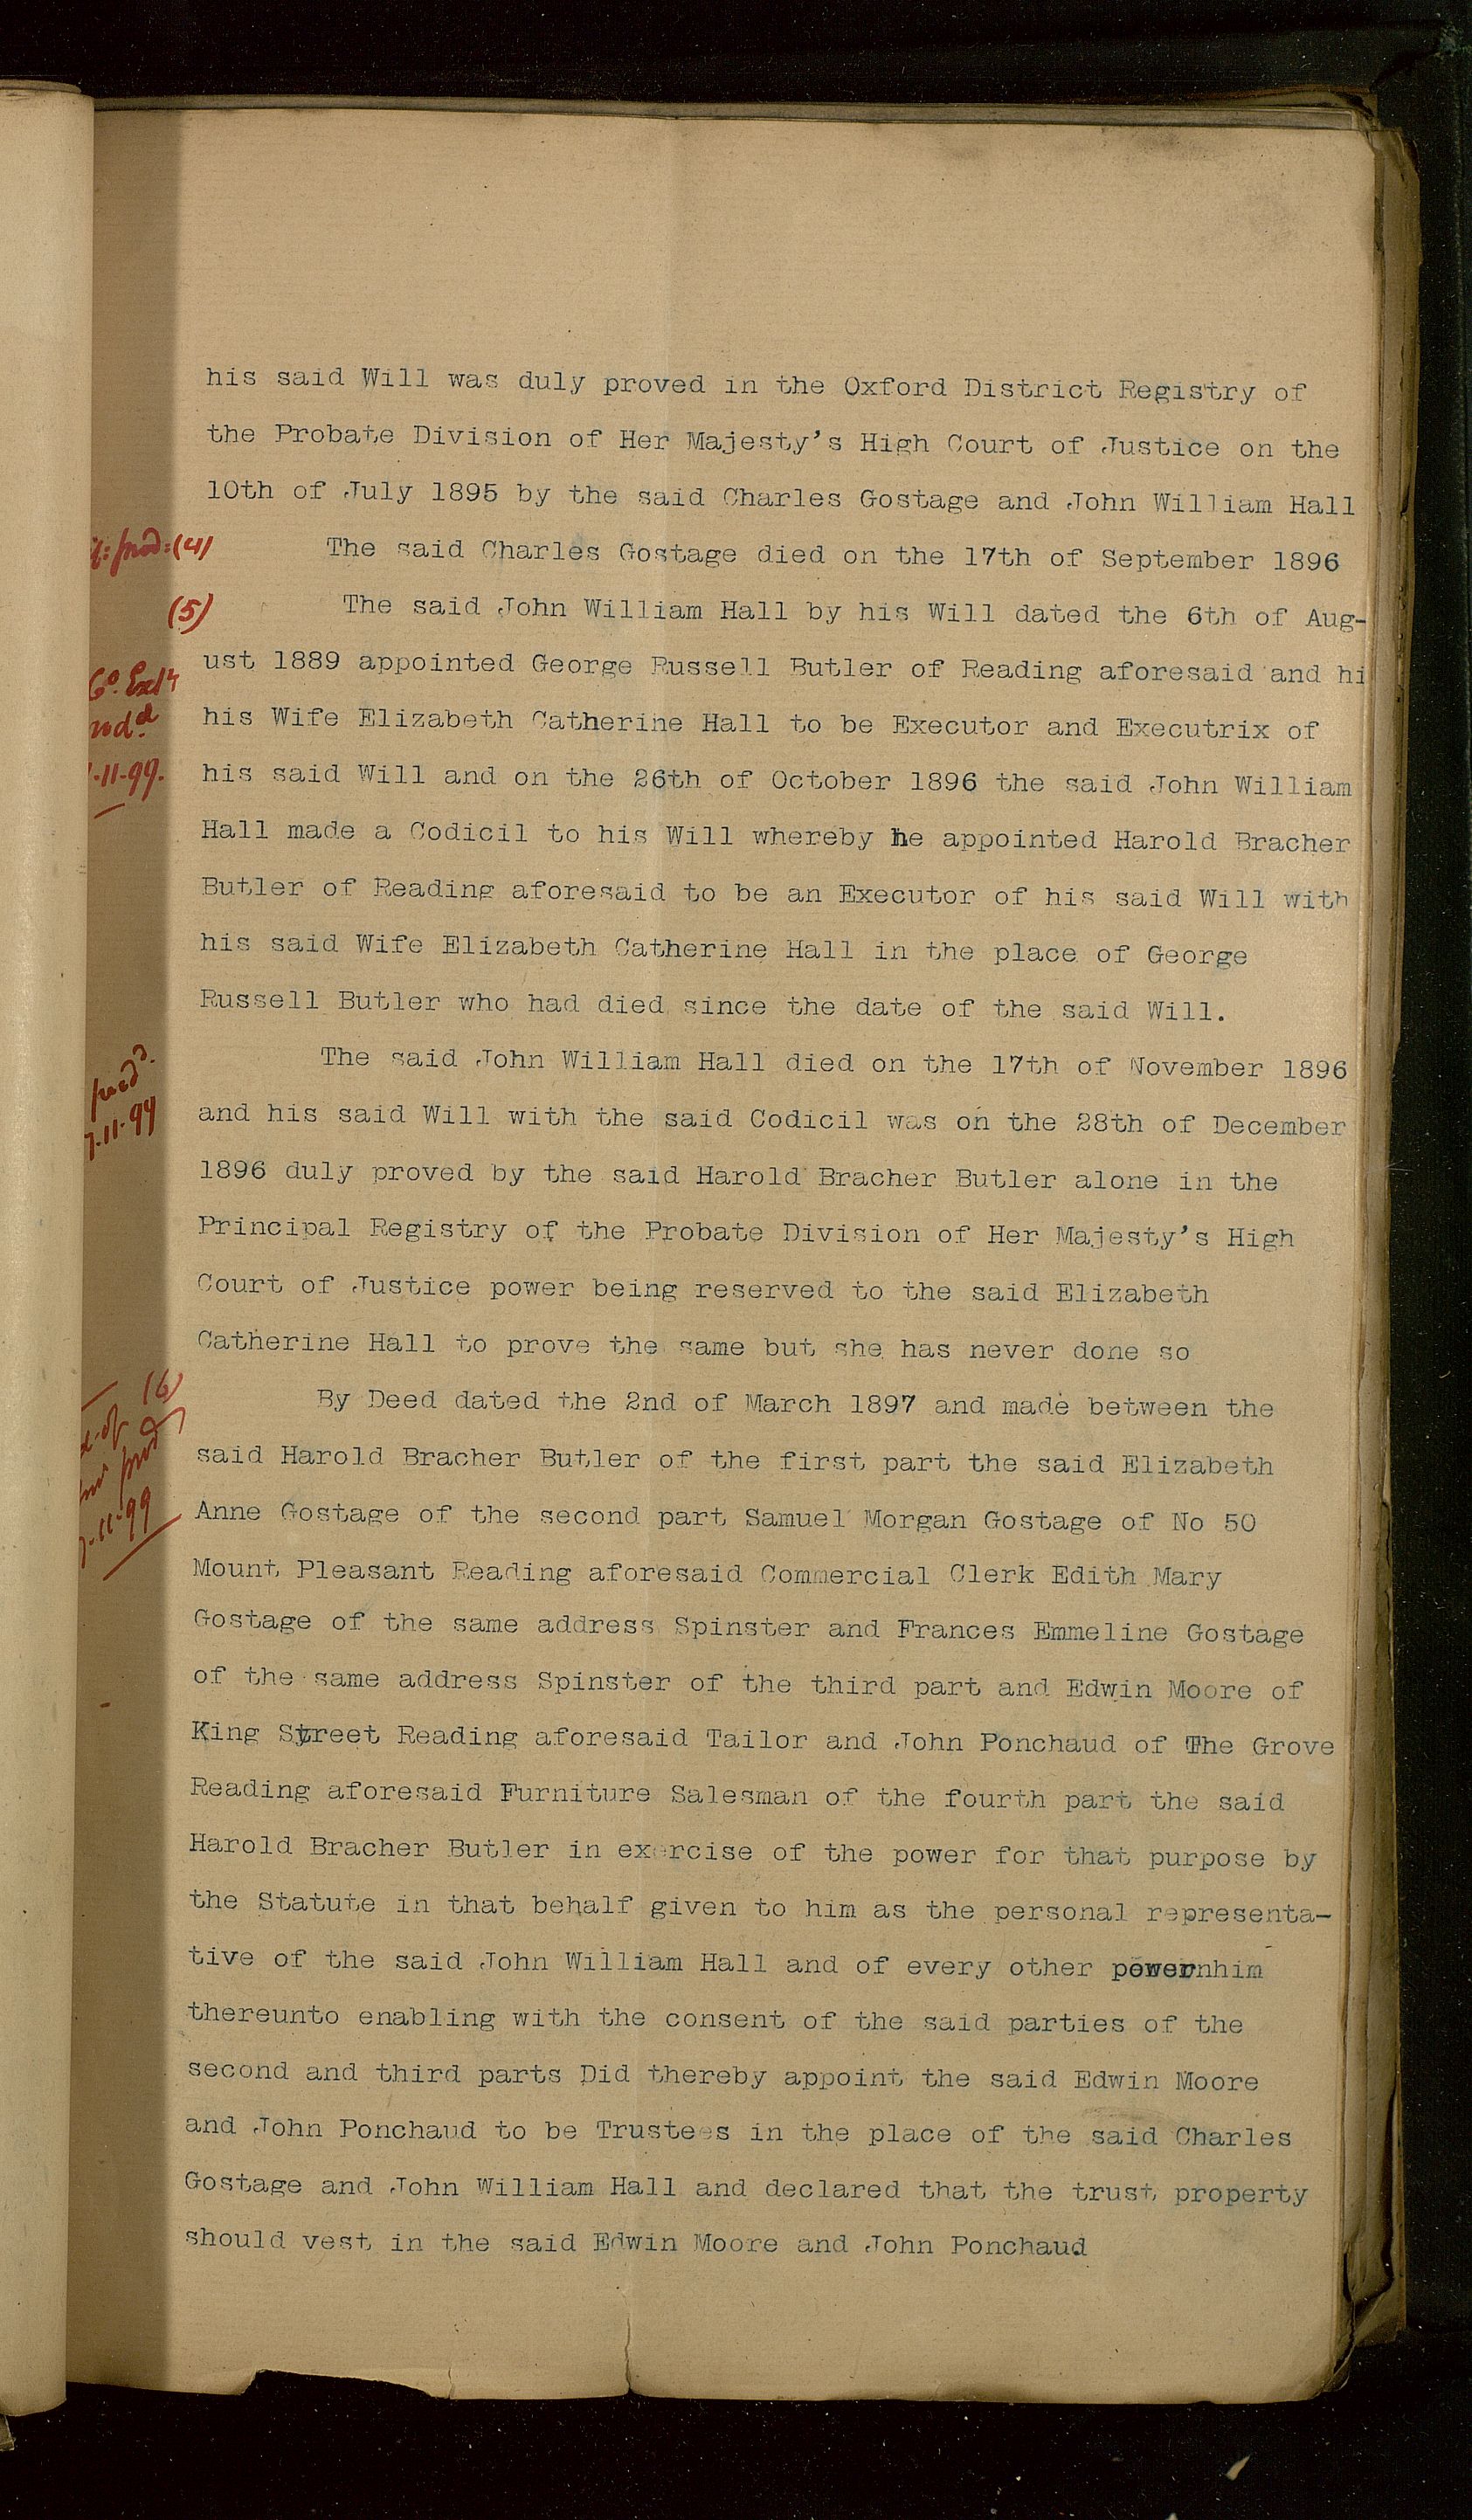 his said Will was duly proved in the Oxford District Registry of
the Probate Division of Her Majesty's High Court of Justice on the
10th of July 1895 by the said Charles Gostage and John William Hall
prod: (4)
The said Charles Gostage died on the 17th of September 1896
(5)
The said John William Hall by his Will dated the 6th of Aug-
ust 1889 appointed George Russell Butler of Reading aforesaid and hi
his Wife Elizabeth Catherine Hall to be Executor and Executrix of
-11-99.
his said Will and on the 26th of October 1896 the said John William
Hall made a Codicil to his Will whereby he appointed Harold Bracher
Butler of Reading aforesaid to be an Executor of his said Will with
his said Wife Elizabeth Catherine Hall in the place of George
Russell Butler who had died since the date of the said Will.
The said John William Hall died on the 17th of November 1896
prodd.
7-11-99
and his said Will with the said Codicil was on the 28th of December
1896 duly proved by the said Harold Bracher Butler alone in the
Principal Registry of the Probate Division of Her Majesty's High
Court of Justice power being reserved to the said Elizabeth
Catherine Hall to prove the same but she has never done so
(6)
By Deed dated the 2nd of March 1897 and made between the
prodd
said Harold Bracher Butler of the first part the said Elizabeth
7-11-99
Anne Gostage of the second part Samuel Morgan Gostage of No 50
Mount Pleasant Reading aforesaid Commercial Clerk Edith Mary
Gostage of the same address Spinster and Frances Emmeline Gostage
of the same address Spinster of the third part and Edwin Moore of
King Street Reading aforesaid Tailor and John Ponchaud of The Grove
Reading aforesaid Furniture Salesman of the fourth part the said
Harold Bracher Butler in exercise of the power for that purpose by
the Statute in that behalf given to him as the personal representa-
tive of the said John William Hall and of every other power him
thereunto enabling with the consent of the said parties of the
second and third parts Did thereby appoint the said Edwin Moore
and John Ponchaud to be Trustees in the place of the said Charles
Gostage and John William Hall and declared that the trust property
should vest in the said Edwin Moore and John Ponchaud